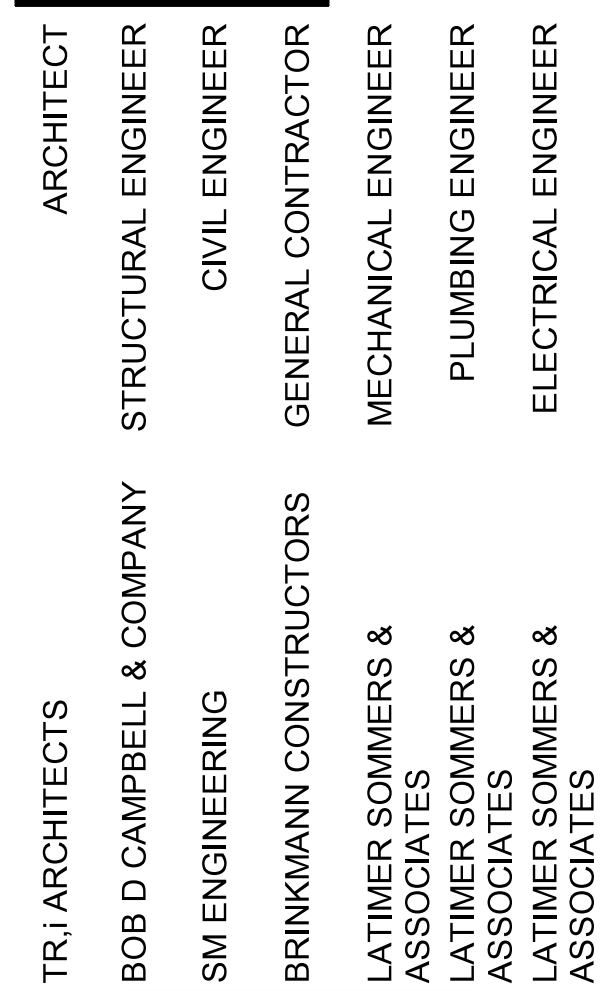 TR,i ARCHITECTS ARCHITECT
BOB D CAMPBELL & COMPANY STRUCTURAL ENGINEER
SM ENGINEERING CIVIL ENGINEER
BRINKMANN CONSTRUCTORS GENERAL CONTRACTOR
LATIMER SOMMERS & MECHANICAL ENGINEER
ASSOCIATES
LATIMER SOMMERS & PLUMBING ENGINEER
ASSOCIATES
LATIMER SOMMERS & ELECTRICAL ENGINEER
ASSOCIATES